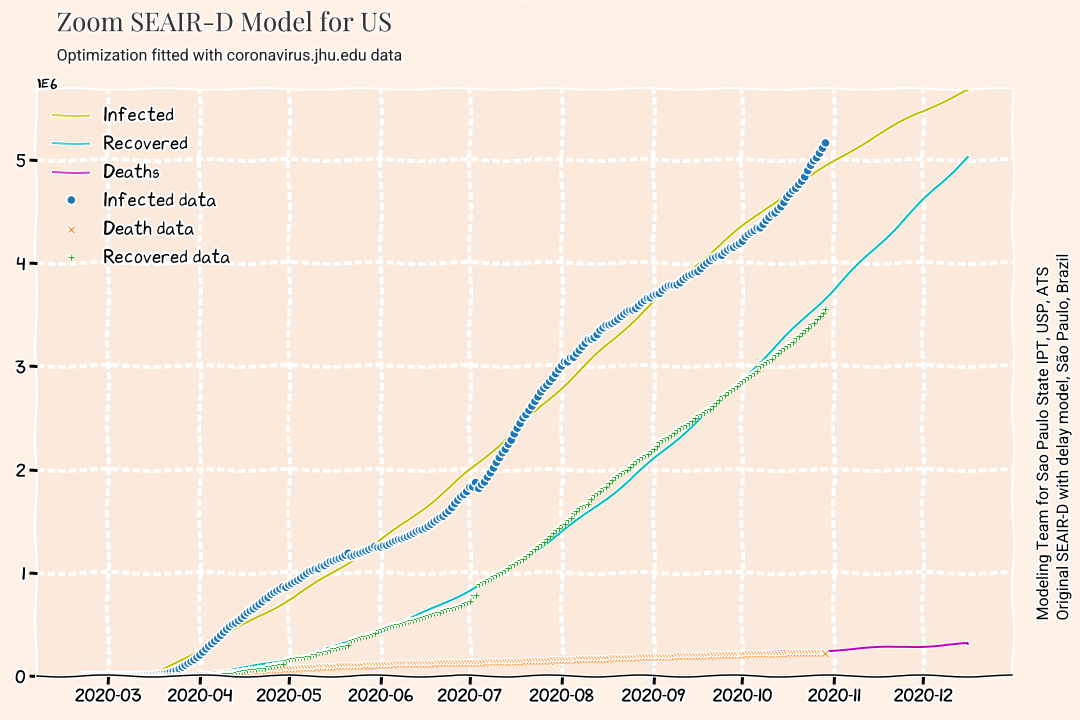 Zoom SEAIR-D Model for US
Optimization fitted with coronavirus.jhu.edu data
1E6
Infected
Recovered
Deaths
Infected data
Death data
Recovered data
5
4
3
2
1
0
2020-03 2020-04 2020-05 2020-06 2020-07 2020-08 2020-09 2020-10 2020-11 2020-12
Modeling Team for Sao Paulo State IPT, USP, ATS
Original SEAIR-D with delay model, São Paulo, Brazil